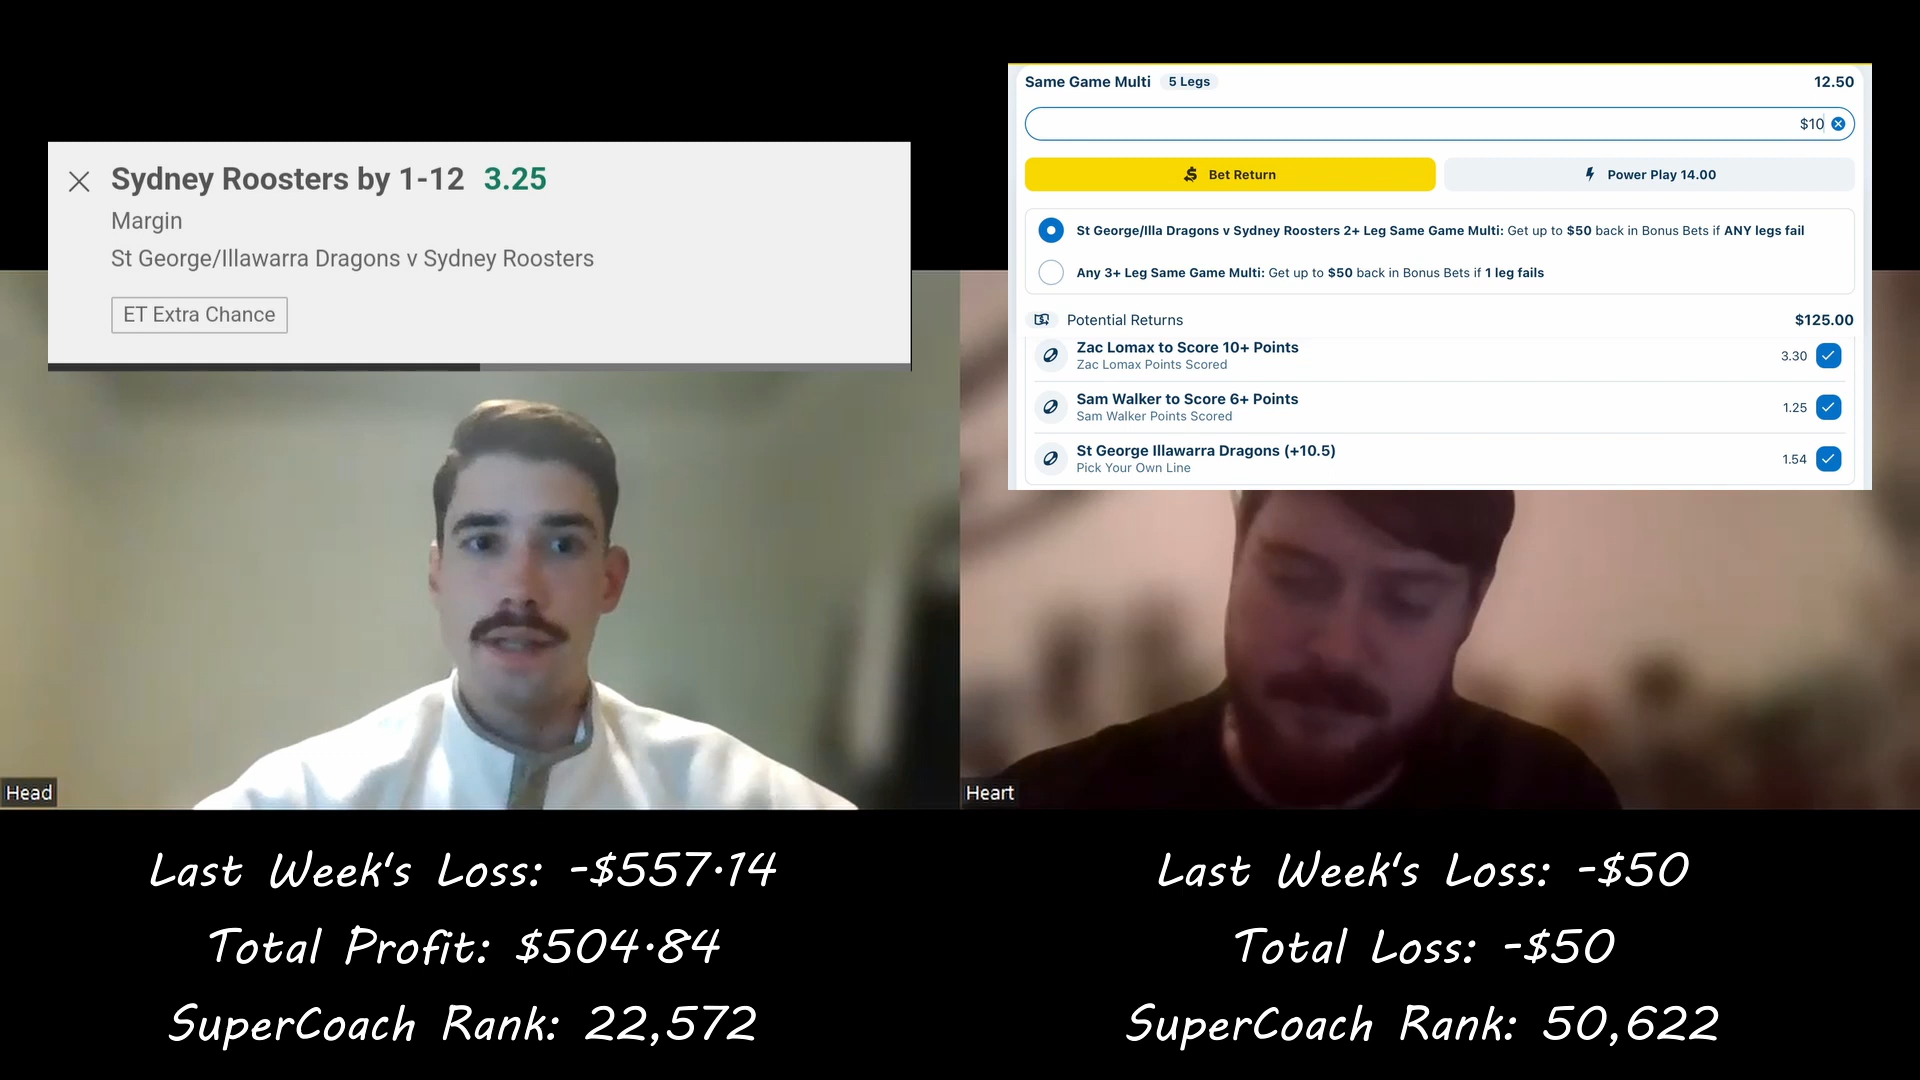 Sydney Roosters by 1-12 3.25
Margin
St George/Illawarra Dragons v Sydney Roosters
ET Extra Chance
Same Game Multi 5 Legs 12.50
$10
Bet Return
Power Play 14.00
St George/Illa Dragons v Sydney Roosters 2+ Leg Same Game Multi: Get up to $50 back in Bonus Bets if ANY legs fail
Any 3+ Leg Same Game Multi: Get up to $50 back in Bonus Bets if 1 leg fails
Potential Returns $125.00
Zac Lomax to Score 10+ Points 3.30
Zac Lomax Points Scored
Sam Walker to Score 6+ Points 1.25
Sam Walker Points Scored
St George Illawarra Dragons (+10.5) 1.54
Pick Your Own Line
Head
Heart
Last Week's Loss: -$557.14
Total Profit: $504.84
SuperCoach Rank: 22,572
Last Week's Loss: -$50
Total Loss: -$50
SuperCoach Rank: 50,622